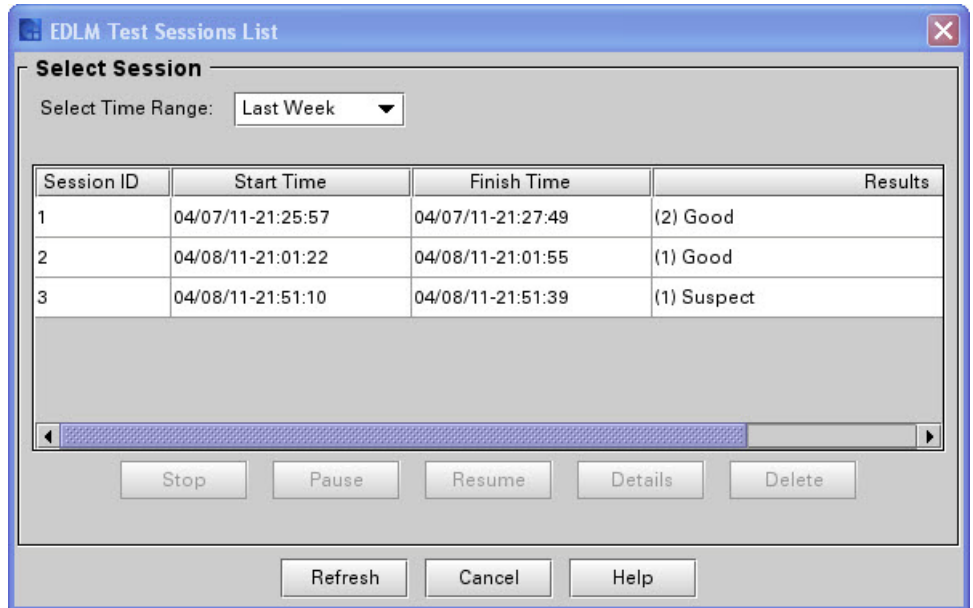 EDLM Test Sessions List
Select Session
Select Time Range: Last Week
Session ID Start Time Finish Time Results
1 04/07/11-21:25:57 04/07/11-21:27:49 (2) Good
2 04/08/11-21:01:22 04/08/11-21:01:55 (1) Good
3 04/08/11-21:51:10 04/08/11-21:51:39 (1) Suspect
Stop Pause Resume Details Delete
Refresh Cancel Help